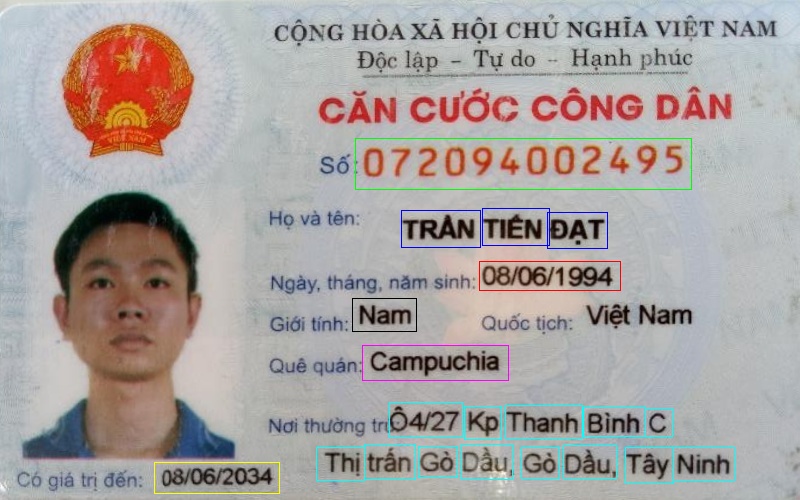 CỘNG HÒA XÃ HỘI CHỦ NGHĨA VIỆT NAM
Độc lập - Tự do - Hạnh phúc
CĂN CƯỚC CÔNG DÂN
Số: 072094002495
Họ và tên: TRẦN TIẾN ĐẠT
Ngày, tháng, năm sinh: 08/06/1994
Giới tính: Nam Quốc tịch: Việt Nam
Quê quán: Campuchia
Nơi thường trú: Ô4/27 Kp Thanh Bình C
Thị trấn Gò Dầu, Gò Dầu, Tây Ninh
Có giá trị đến: 08/06/2034